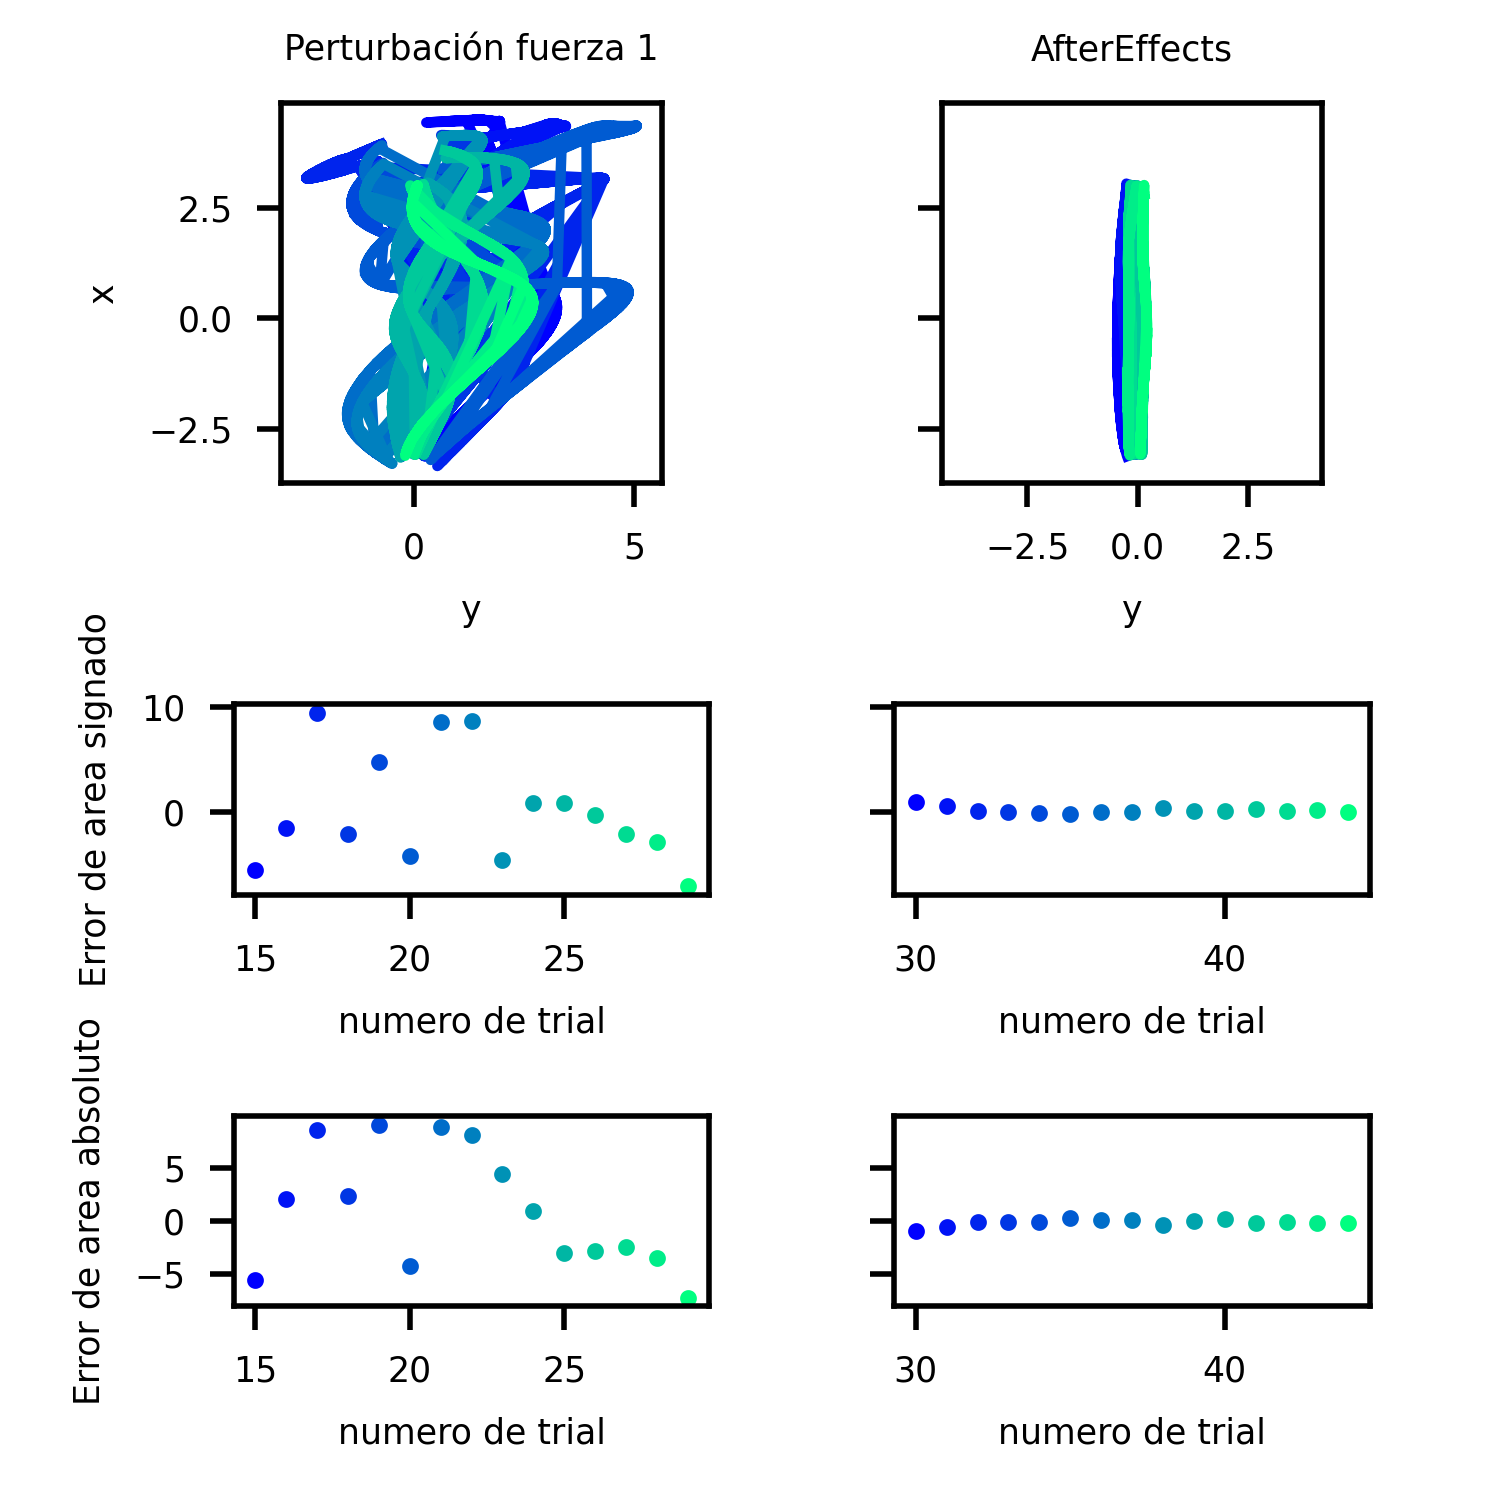 Perturbación fuerza 1
AfterEffects
x
2.5
0.0
−2.5
0
5
y
−2.5
0.0
2.5
y
Error de area signado
10
0
15
20
25
numero de trial
30
40
numero de trial
Error de area absoluto
5
0
−5
15
20
25
numero de trial
30
40
numero de trial